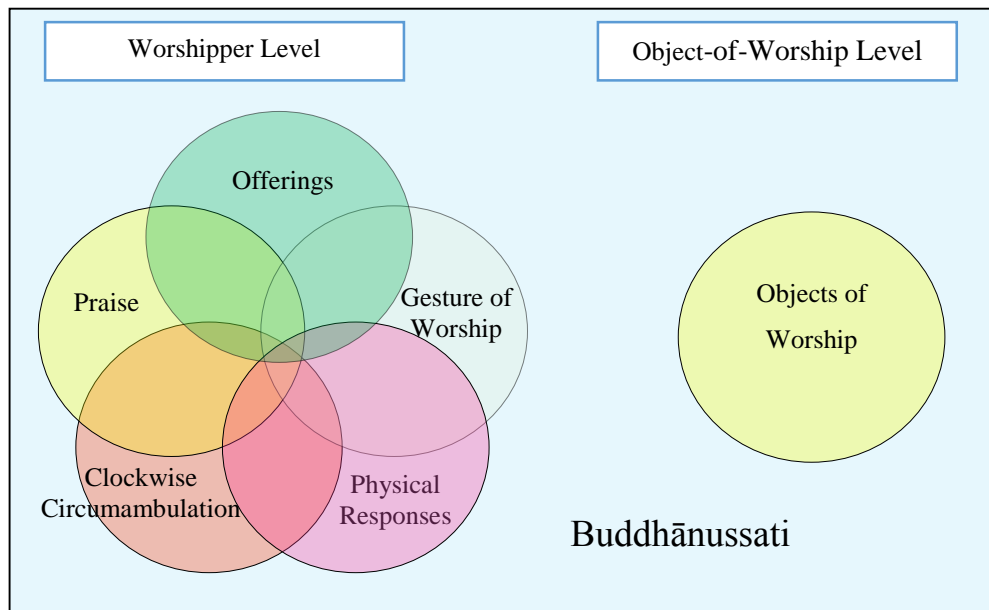 Worshipper Level
Object-of-Worship Level
Offerings
Praise
Gesture of
Worship
Clockwise
Circumambulation
Physical
Responses
Objects of
Worship
Buddhānussati